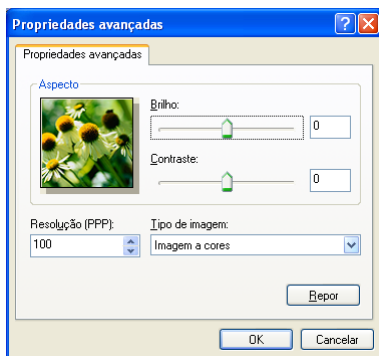 Propriedades avançadas
Propriedades avançadas
Aspecto
Brilho:
0
Contraste:
0
Resolução (PPP):
Tipo de imagem:
100
Imagem a cores
Repor
OK
Cancelar